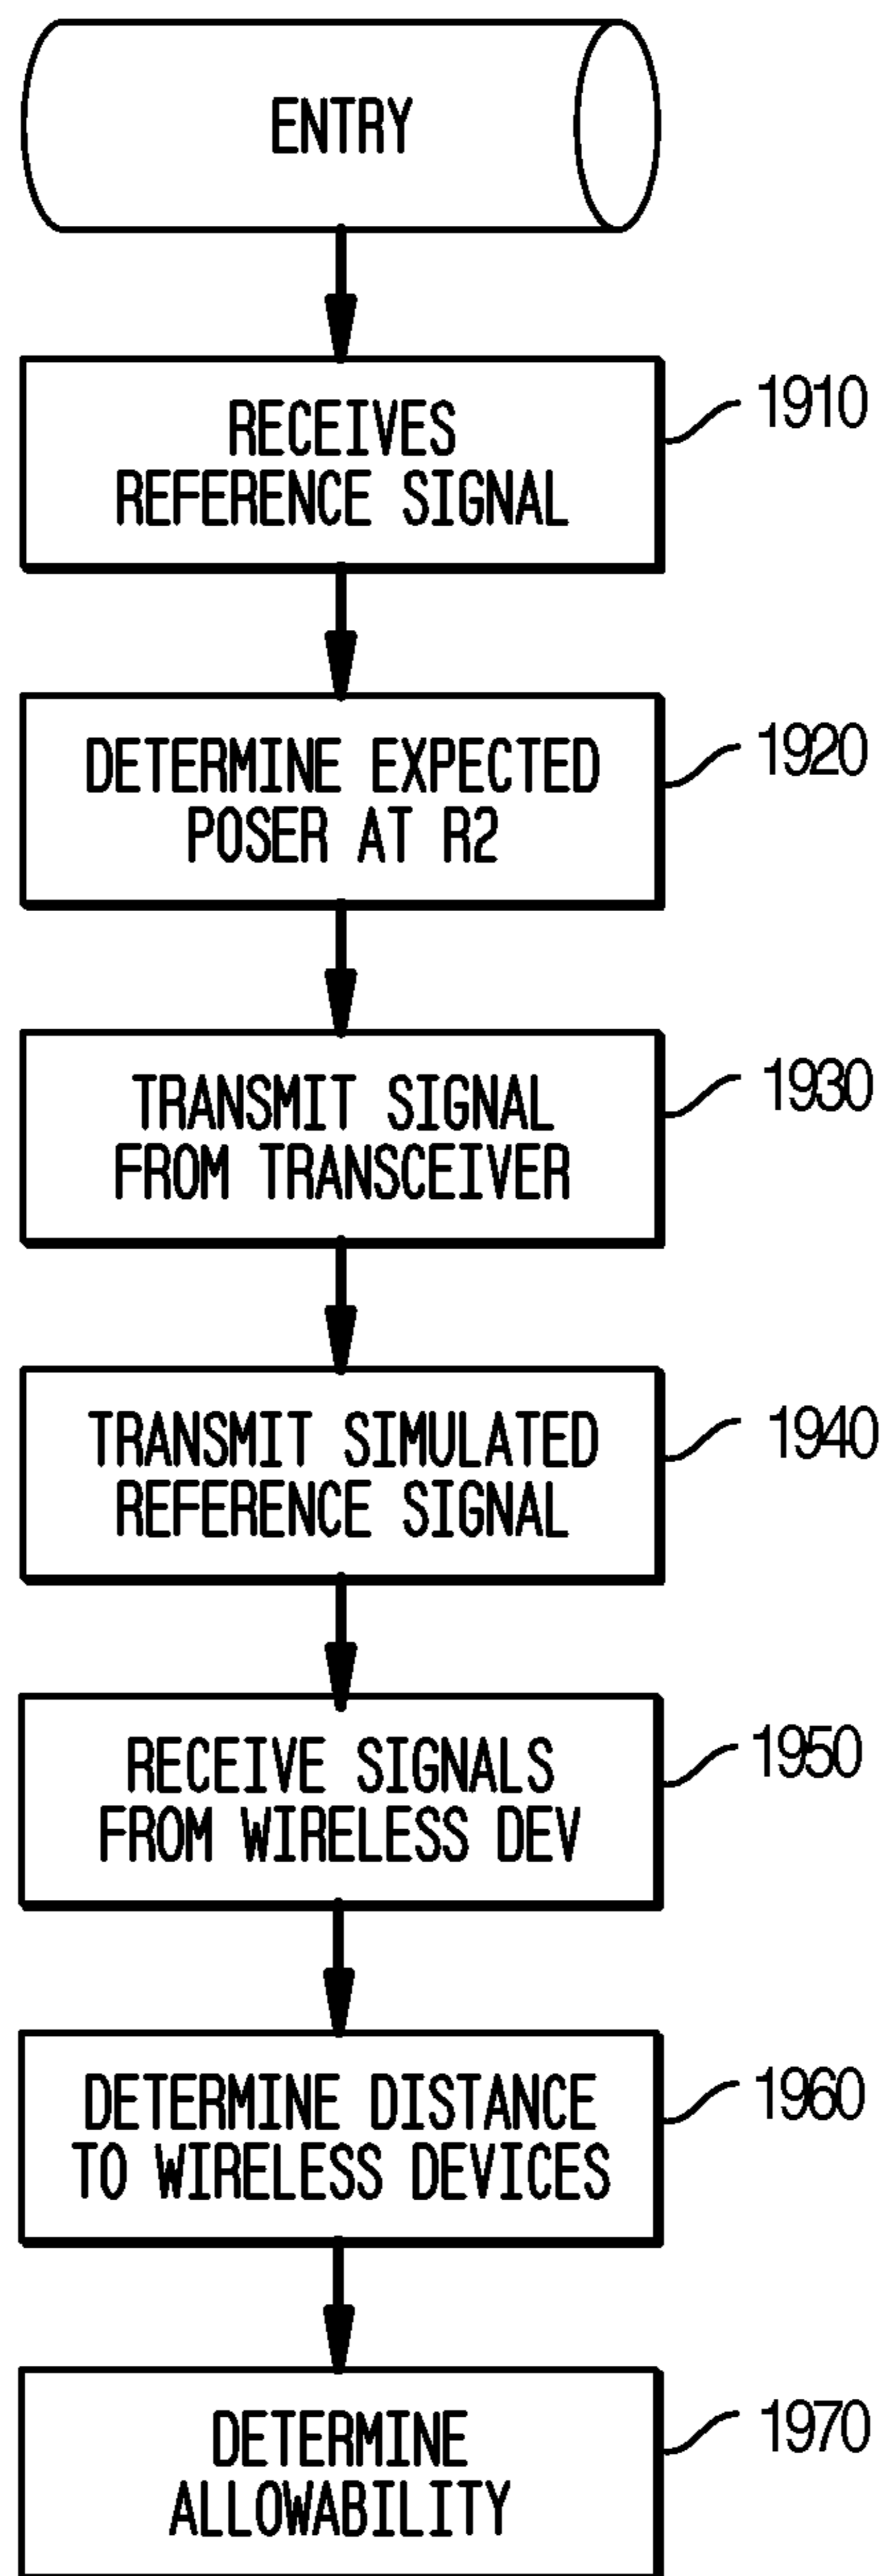 ENTRY
RECEIVES
REFERENCE SIGNAL
1910
DETERMINE EXPECTED
POSER AT R2
1920
TRANSMIT SIGNAL
FROM TRANSCEIVER
1930
TRANSMIT SIMULATED
REFERENCE SIGNAL
1940
RECEIVE SIGNALS
FROM WIRELESS DEV
1950
DETERMINE DISTANCE
TO WIRELESS DEVICES
1960
DETERMINE
ALLOWABILITY
1970